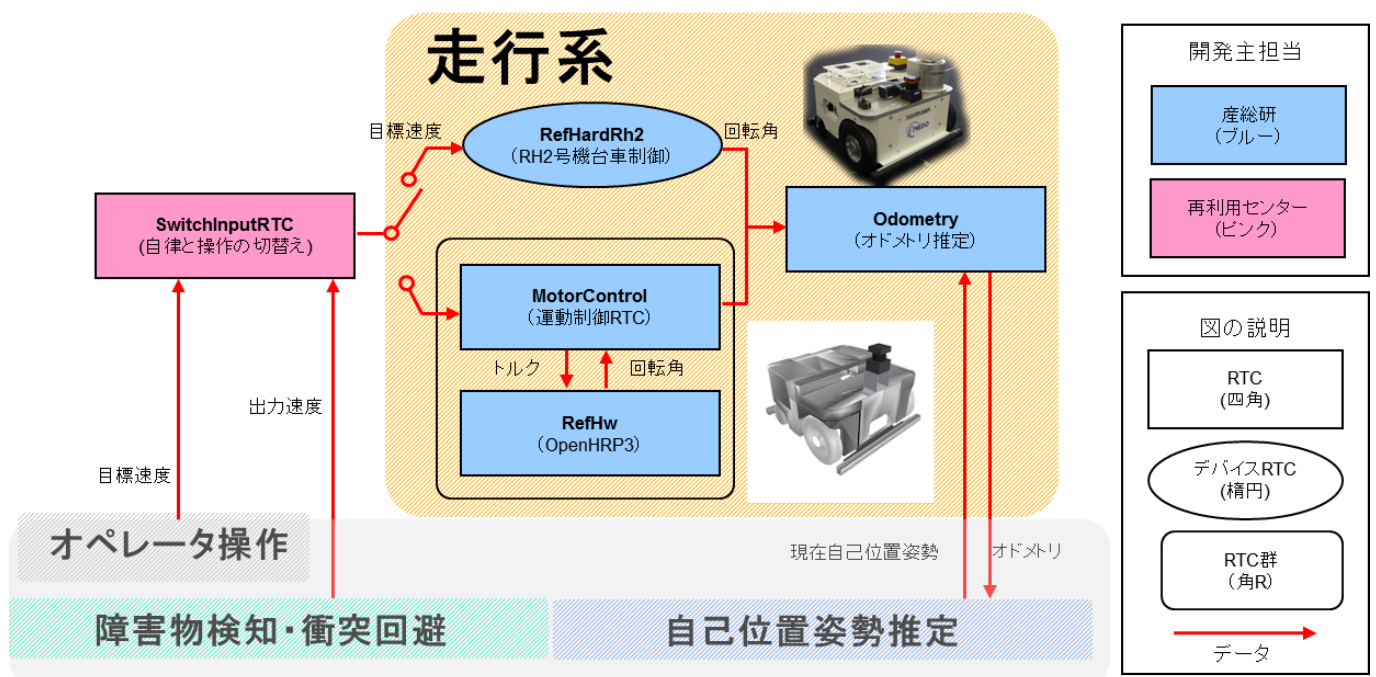 走行系
目標速度
RefHardRh2
（RH2号機台車制御）
回転角
SwitchInputRTC
(自律と操作の切替え)
MotorControl
（運動制御RTC）
トルク
回転角
RefHw
（OpenHRP3）
NEDO
Odometry
（オドメトリ推定）
出力速度
目標速度
オペレータ操作
現在自己位置姿勢
オドメトリ
障害物検知・衝突回避
自己位置姿勢推定
開発主担当
産総研
（ブルー）
再利用センター
（ピンク）
図の説明
RTC
(四角)
デバイスRTC
(楕円)
RTC群
（角R）
データ